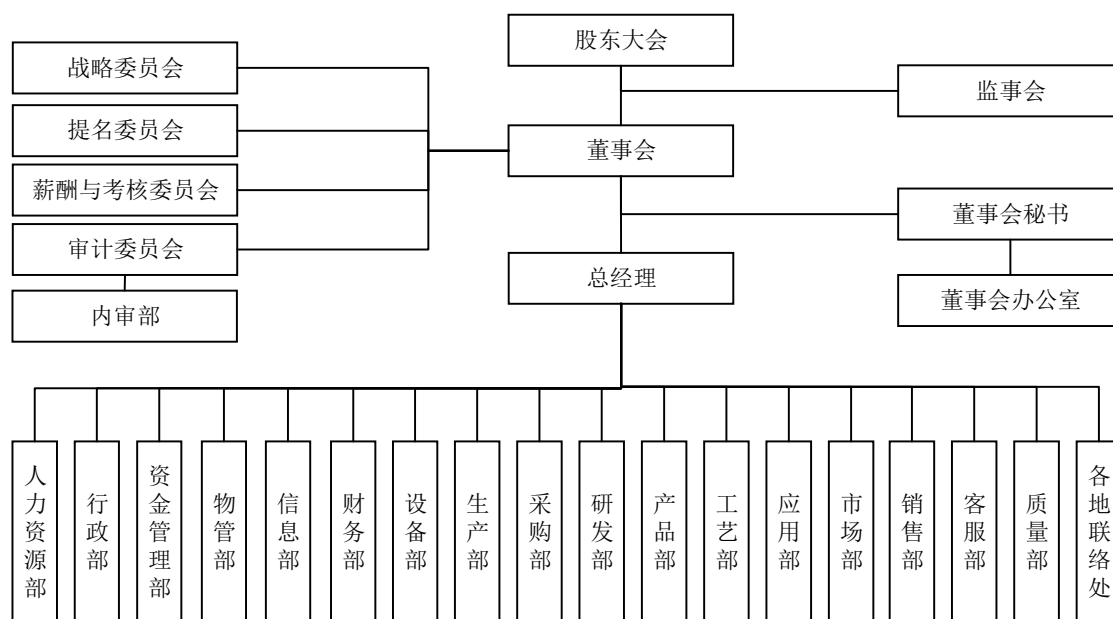 股东大会
战略委员会
监事会
提名委员会
董事会
薪酬与考核委员会
董事会秘书
审计委员会
总经理
内审部
董事会办公室
人力资源部
行政部
资金管理部
物管部
信息部
财务部
设备部
生产部
采购部
研发部
产品部
工艺部
应用部
市场部
销售部
客服部
质量部
各地联络处